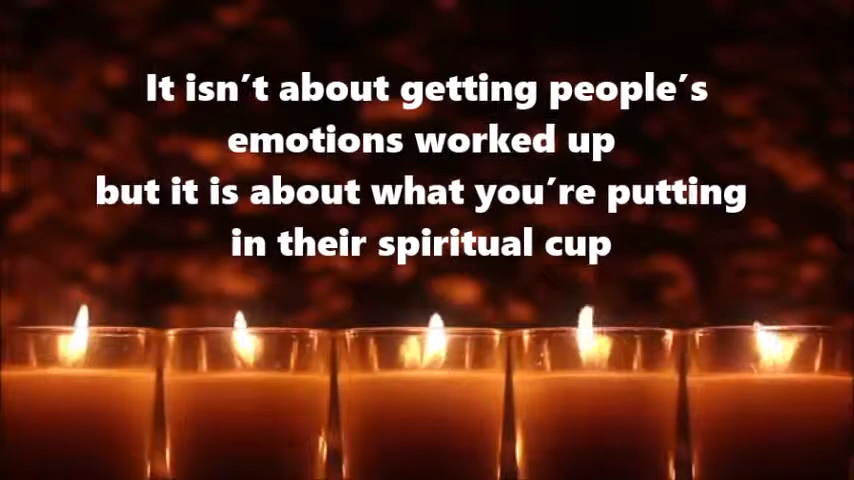 It isn’t about getting people’s
emotions worked up
but it is about what you’re putting
in their spiritual cup